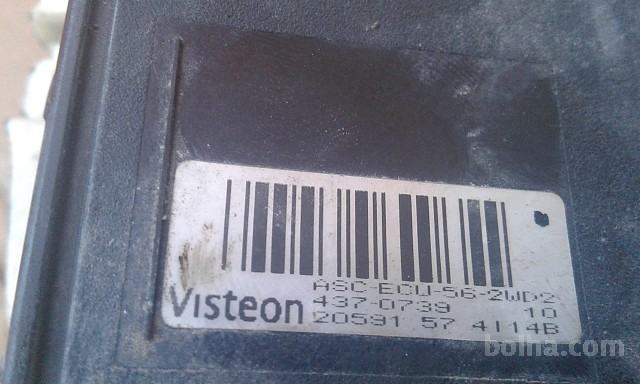 ASC-ECU-56-2WD2
Visteon 437-0739 10
20591 57 4114B
bolha.com